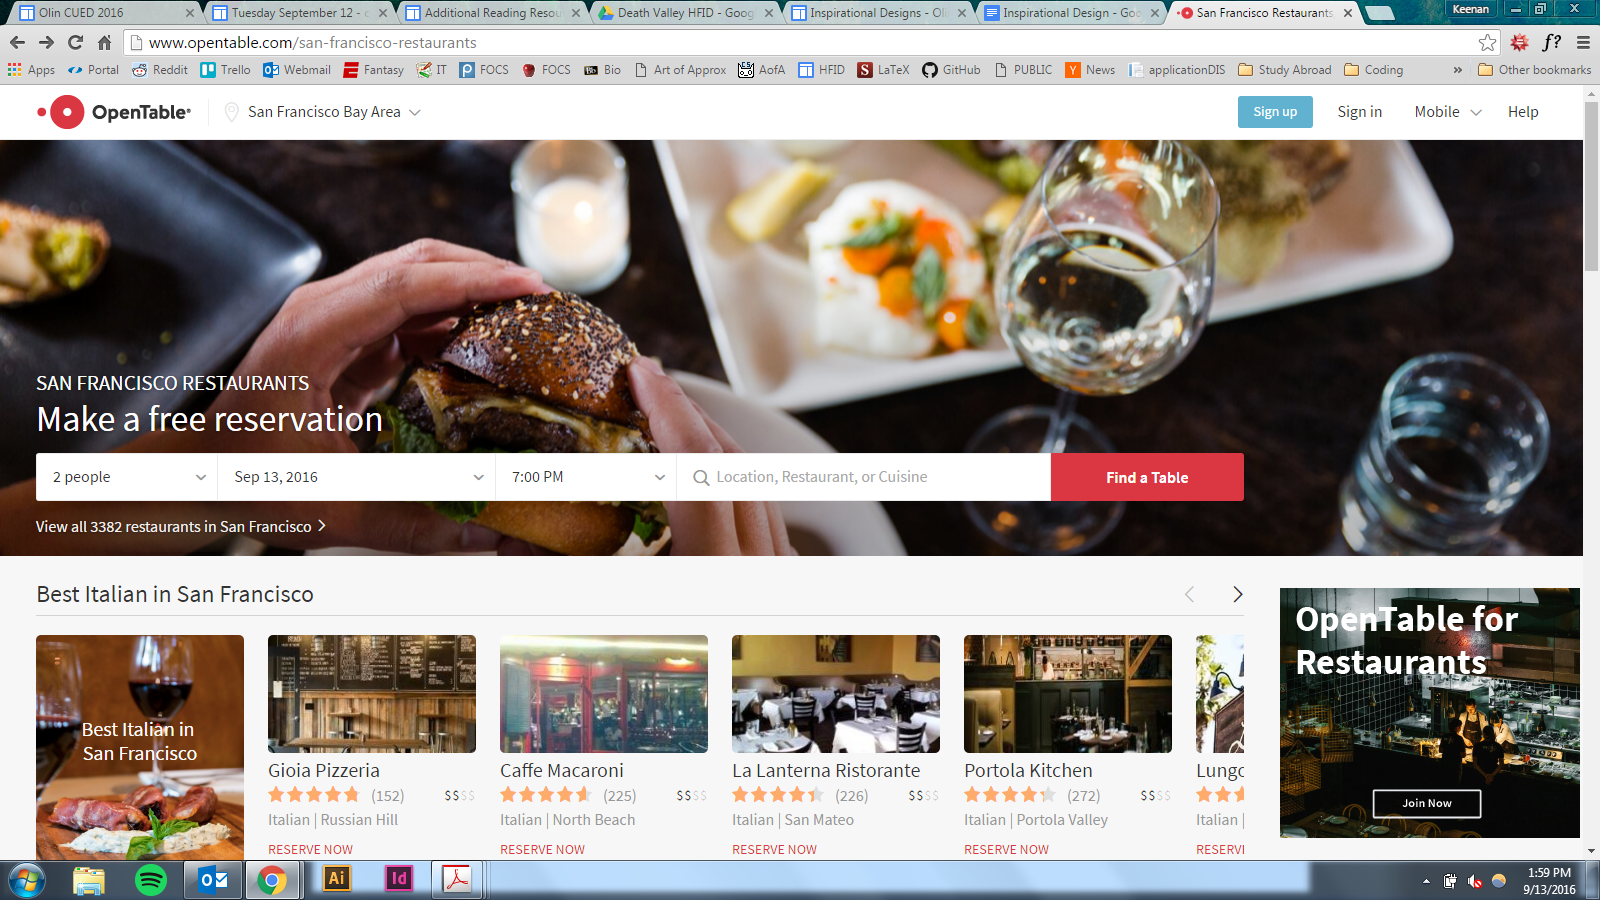 Olin CUED 2016
Tuesday September 12 - c
Additional Reading Resou
Death Valley HFID - Goog
Inspirational Designs - Oli
Inspirational Design - Goo
San Francisco Restaurants
Keenan
www.opentable.com/san-francisco-restaurants
f?
Apps
Portal
Reddit
Trello
Webmail
Fantasy
IT
FOCS
FOCS
Bio
Art of Approx
AofA
HFID
LaTeX
GitHub
PUBLIC
News
applicationDIS
Study Abroad
Coding
»
Other bookmarks
OpenTable®
San Francisco Bay Area
Sign up
Sign in
Mobile
Help
SAN FRANCISCO RESTAURANTS
Make a free reservation
2 people
Sep 13, 2016
7:00 PM
Location, Restaurant, or Cuisine
Find a Table
View all 3382 restaurants in San Francisco >
Best Italian in San Francisco
Best Italian in
San Francisco
Gioia Pizzeria
(152) $$$$
Italian | Russian Hill
RESERVE NOW
Caffe Macaroni
(225) $$$$
Italian | North Beach
RESERVE NOW
La Lanterna Ristorante
(226) $$$$
Italian | San Mateo
RESERVE NOW
Portola Kitchen
(272) $$$$
Italian | Portola Valley
RESERVE NOW
Lungo
Italian |
RESERVE
OpenTable for
Restaurants
Join Now
Ai
Id
1:59 PM
9/13/2016